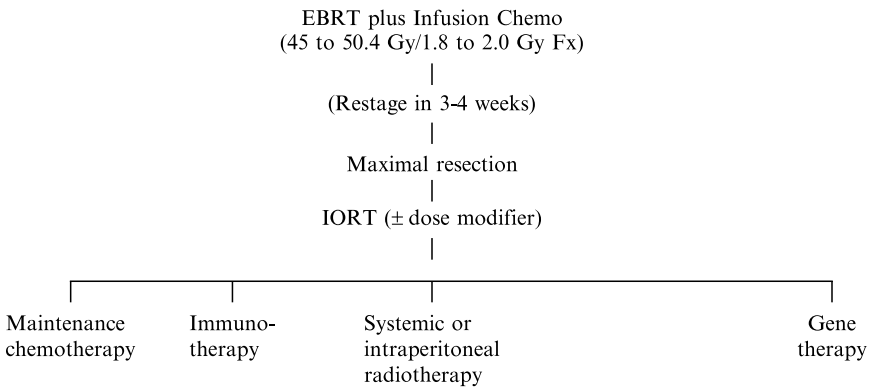 EBRT plus Infusion Chemo
(45 to 50.4 Gy/1.8 to 2.0 Gy Fx)
(Restage in 3-4 weeks)
Maximal resection
IORT (± dose modifier)
Maintenance
chemotherapy
Immuno-
therapy
Systemic or
intraperitoneal
radiotherapy
Gene
therapy